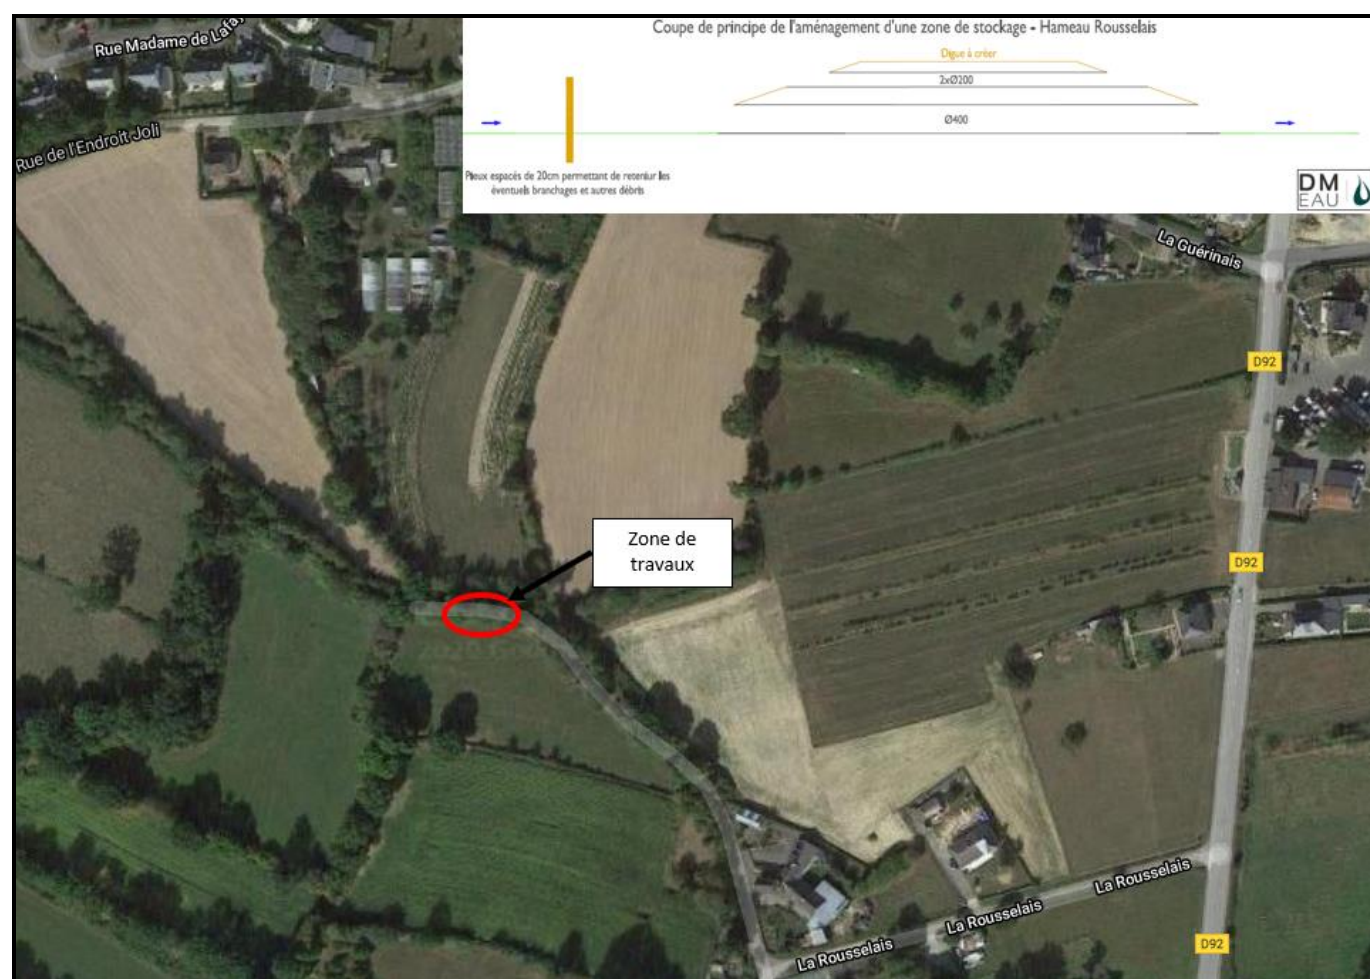 Coupe de principe de l'aménagement d'une zone de stockage - Hameau Rousselais
Digue à créer
2xØ200
Ø400
Pieux espacés de 20cm permettant de reteniur les
éventuels branchages et autres débris
DM
EAU
Rue Madame de Lafay
Rue de l'Endroit Joli
La Guérinais
D92
Zone de
travaux
D92
La Rousselais
La Rousselais
La Rousselais
D92